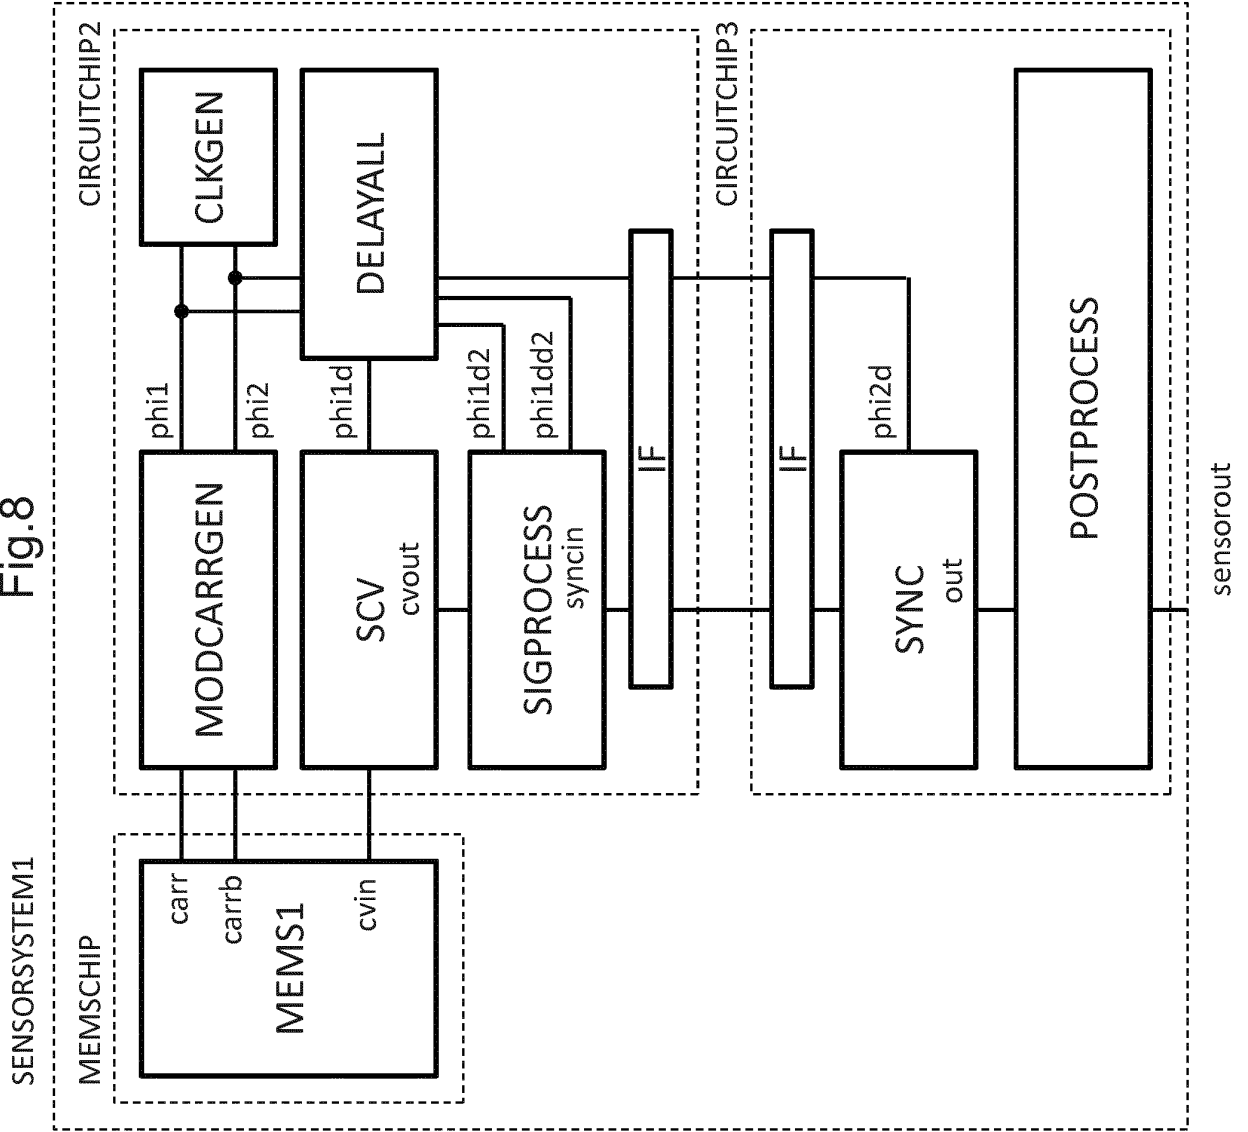 Fig.8
SENSORSYSTEM1
MEMSCHIP
CIRCUITCHIP2
MEMS1
carr
carrb
cvin
MODCARRGEN
phi1
phi2
CLKGEN
SCV
cvout
phi1d
DELAYALL
SIGPROCESS
syncin
phi1d2
phi1dd2
IF
CIRCUITCHIP3
IF
SYNC
out
phi2d
POSTPROCESS
sensorout